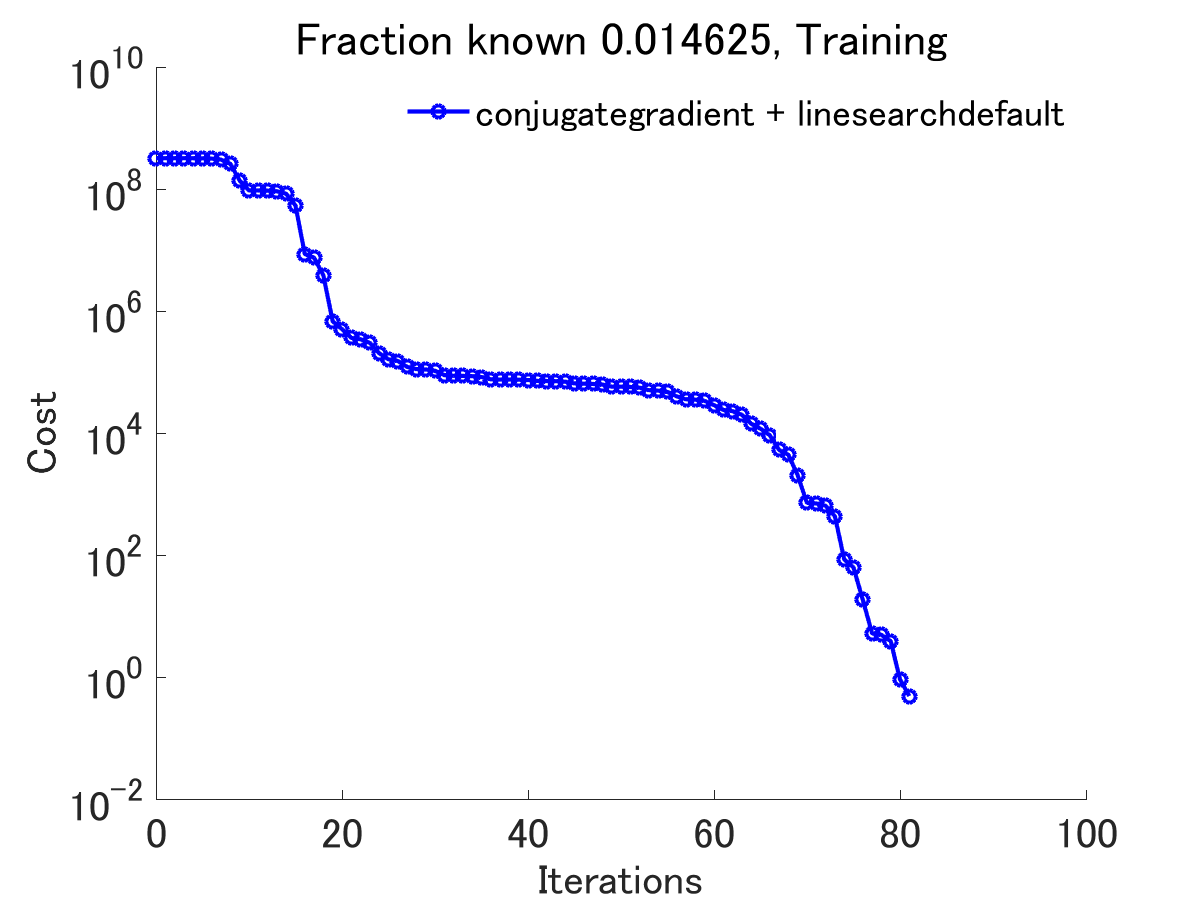 Fraction known 0.014625, Training
conjugategradient + linesearchdefault
10^10
10^8
10^6
10^4
10^2
10^0
10^-2
Cost
0 20 40 60 80 100
Iterations